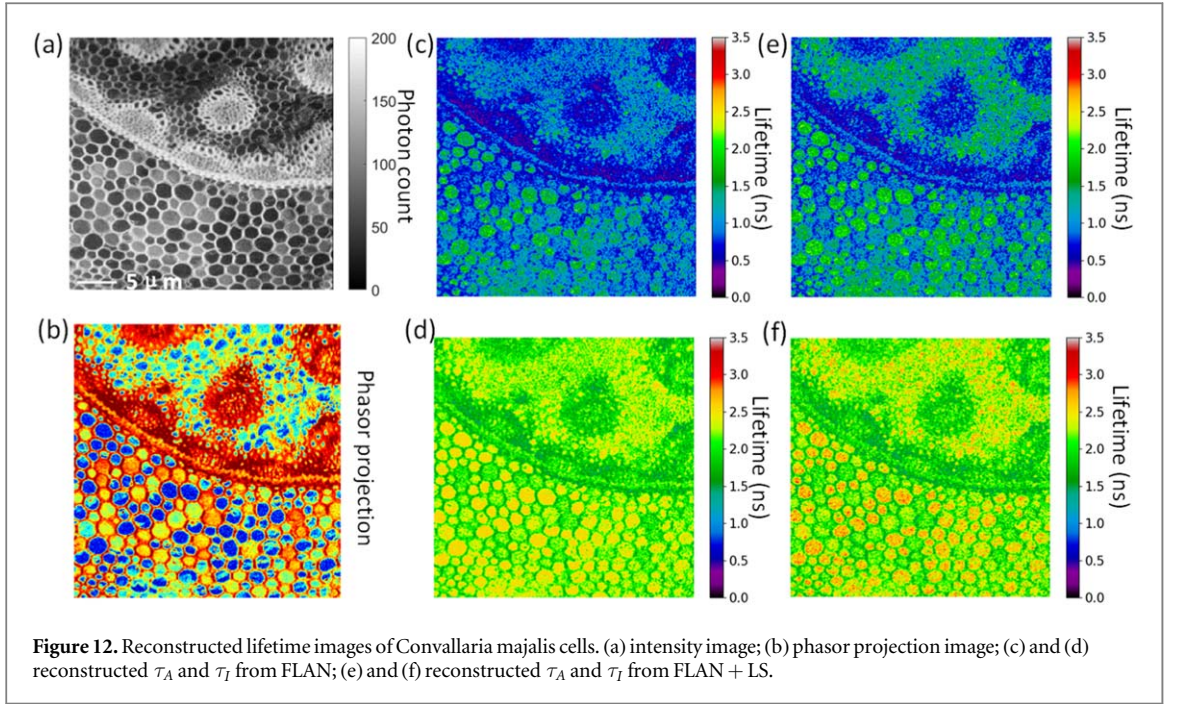 (a)
200
150
100
50
0
Photon count
5 μm
(c)
3.5
3.0
2.5
2.0
1.5
1.0
0.5
0.0
Lifetime (ns)
(e)
3.5
3.0
2.5
2.0
1.5
1.0
0.5
0.0
Lifetime (ns)
(b)
Phasor projection
(d)
3.5
3.0
2.5
2.0
1.5
1.0
0.5
0.0
Lifetime (ns)
(f)
3.5
3.0
2.5
2.0
1.5
1.0
0.5
0.0
Lifetime (ns)
Figure 12. Reconstructed lifetime images of Convallaria majalis cells. (a) intensity image; (b) phasor projection image; (c) and (d)
reconstructed τA and τI from FLAN; (e) and (f) reconstructed τA and τI from FLAN + LS.